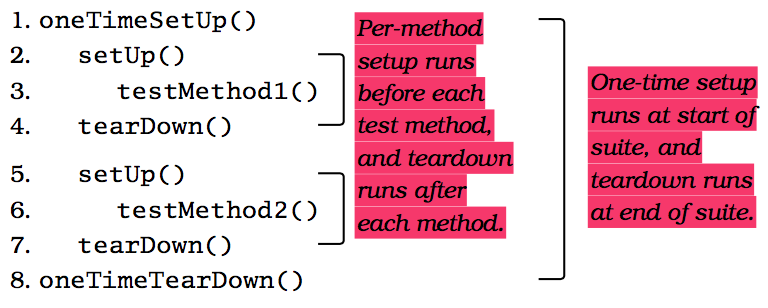 1. oneTimeSetUp()
2. setUp()
3. testMethod1()
4. tearDown()
5. setUp()
6. testMethod2()
7. tearDown()
8. oneTimeTearDown()
Per-method
setup runs
before each
test method,
and teardown
runs after
each method.
One-time setup
runs at start of
suite, and
teardown runs
at end of suite.